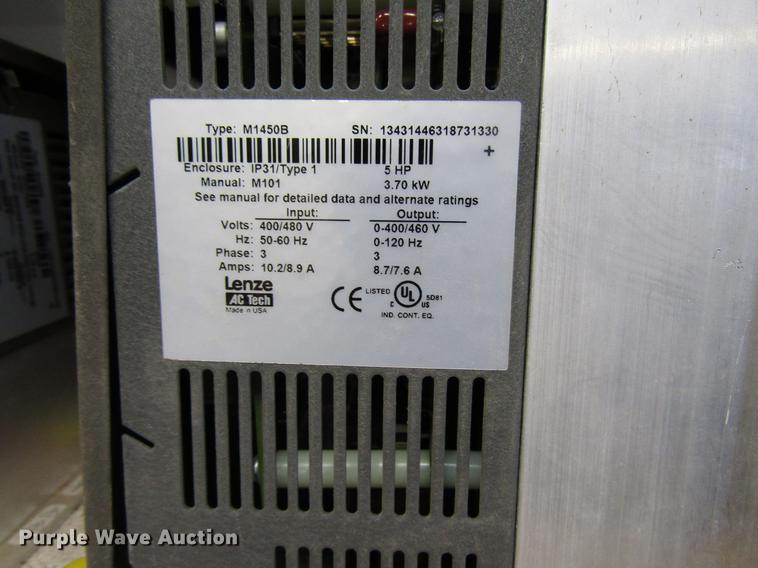 Type: M1450B SN: 13431446318731330
+
Enclosure: IP31/Type 1 5 HP
Manual: M101 3.70 kW
See manual for detailed data and alternate ratings
Input: Output:
Volts: 400/480 V 0-400/460 V
Hz: 50-60 Hz 0-120 Hz
Phase: 3 3
Amps: 10.2/8.9 A 8.7/7.6 A
Lenze
AC Tech
Made in USA
CE LISTED C UL US 5D81
IND. CONT. EQ.
Purple Wave Auction